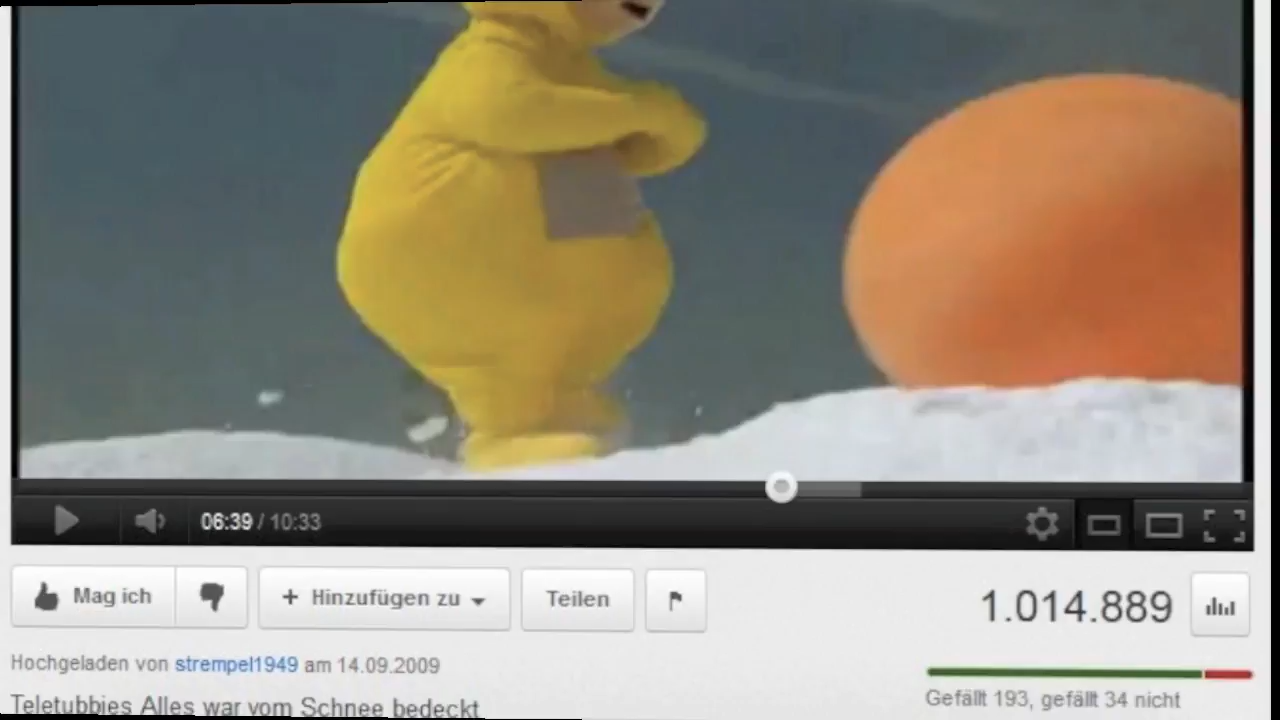 06:39 / 10:33
Mag ich
+ Hinzufügen zu
Teilen
1.014.889
Hochgeladen von strempel1949 am 14.09.2009
Gefällt 193, gefällt 34 nicht
Teletubbies Alles war vom Schnee bedeckt